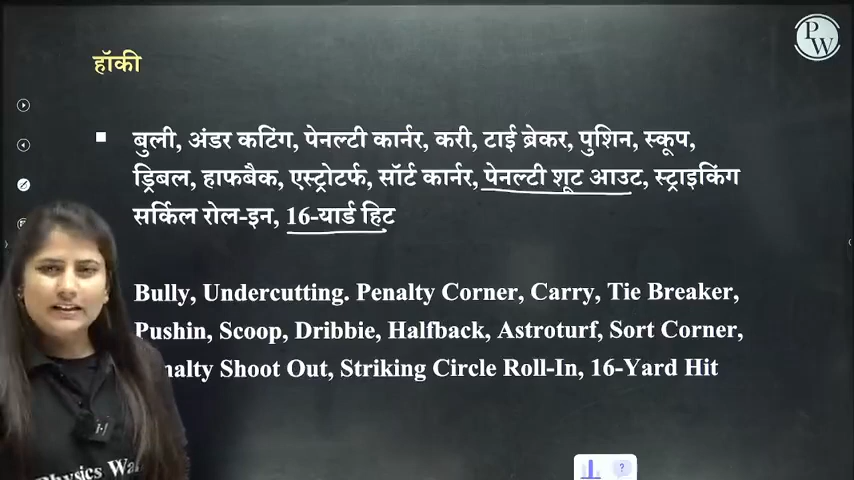 हॉकी
PW
बुली, अंडर कटिंग, पेनल्टी कार्नर, करी, टाई ब्रेकर, पुशिन, स्कूप,
ड्रिबल, हाफबैक, एस्ट्रोटर्फ, सॉर्ट कार्नर, पेनल्टी शूट आउट, स्ट्राइकिंग
सर्किल रोल-इन, 16-यार्ड हिट
Bully, Undercutting. Penalty Corner, Carry, Tie Breaker,
Pushin, Scoop, Dribbie, Halfback, Astroturf, Sort Corner,
nalty Shoot Out, Striking Circle Roll-In, 16-Yard Hit
Physics Wa